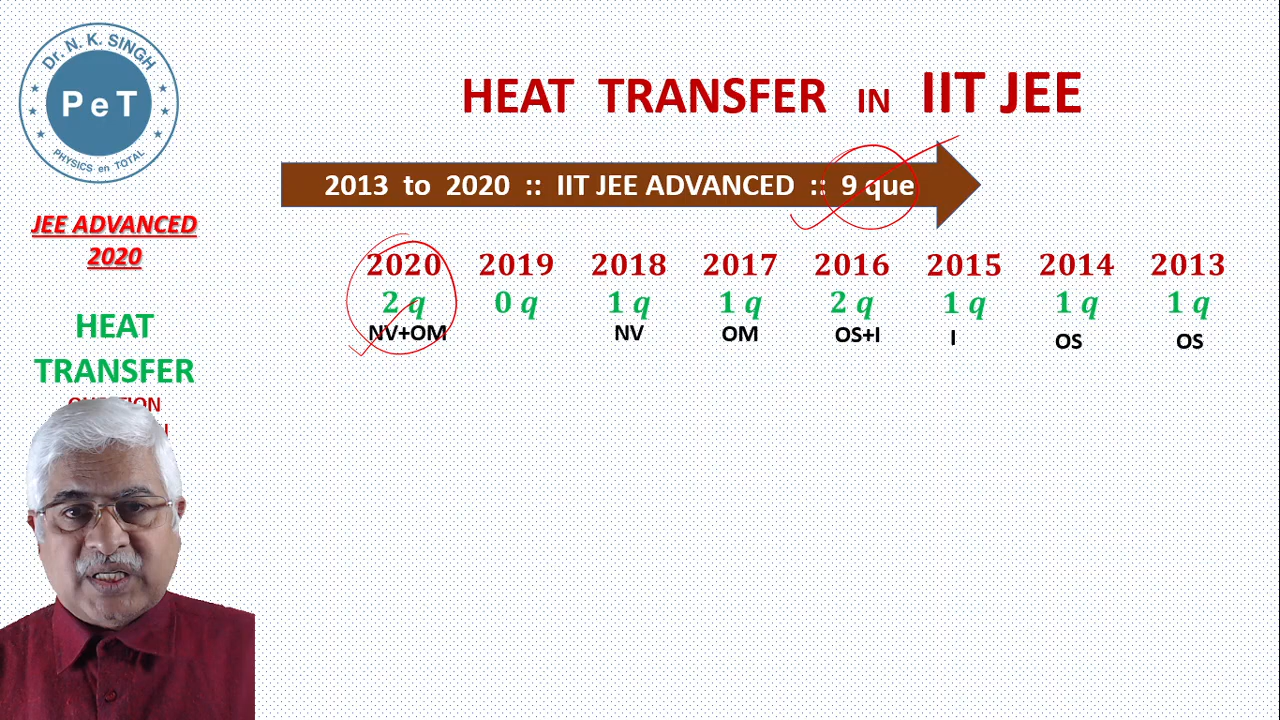 Dr. N. K. SINGH
P e T
PHYSICS en TOTAL
HEAT TRANSFER IN IIT JEE
2013 to 2020 :: IIT JEE ADVANCED :: 9 que
JEE ADVANCED
2020
HEAT
TRANSFER
2020 2019 2018 2017 2016 2015 2014 2013
2 q 0 q 1 q 1 q 2 q 1 q 1 q 1 q
NV+OM NV OM OS+I I OS OS